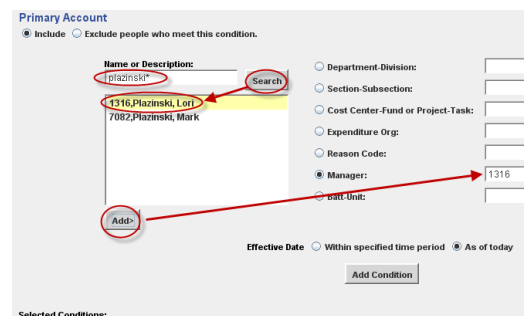 Primary Account
Include Exclude people who meet this condition.
Name or Description:
plazinski*
Search
1316,Plazinski, Lori
7082,Plazinski, Mark
Add>
Department-Division:
Section-Subsection:
Cost Center-Fund or Project-Task:
Expenditure Org:
Reason Code:
Manager: 1316
Batt-Unit:
Effective Date Within specified time period As of today
Add Condition
Selected Conditions: